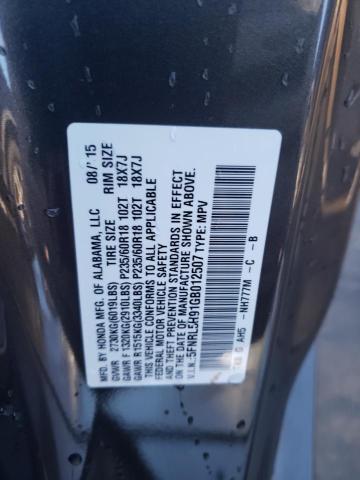 MFD. BY HONDA MFG. OF ALABAMA, LLC 08/'15
TIRE SIZE RIM SIZE
GVWR 2730KG(6019LBS)
GAWR F 1320KG(2910LBS) P235/60R18 102T 18X7J
GAWR R 1515KG(3340LBS) P235/60R18 102T 18X7J
THIS VEHICLE CONFORMS TO ALL APPLICABLE
FEDERAL MOTOR VEHICLE SAFETY
AND THEFT PREVENTION STANDARDS IN EFFECT
ON THE DATE OF MANUFACTURE SHOWN ABOVE.
V.I.N.: 5FNRL5H91GB012507 TYPE: MPV
AH5 - NH777M - C - B